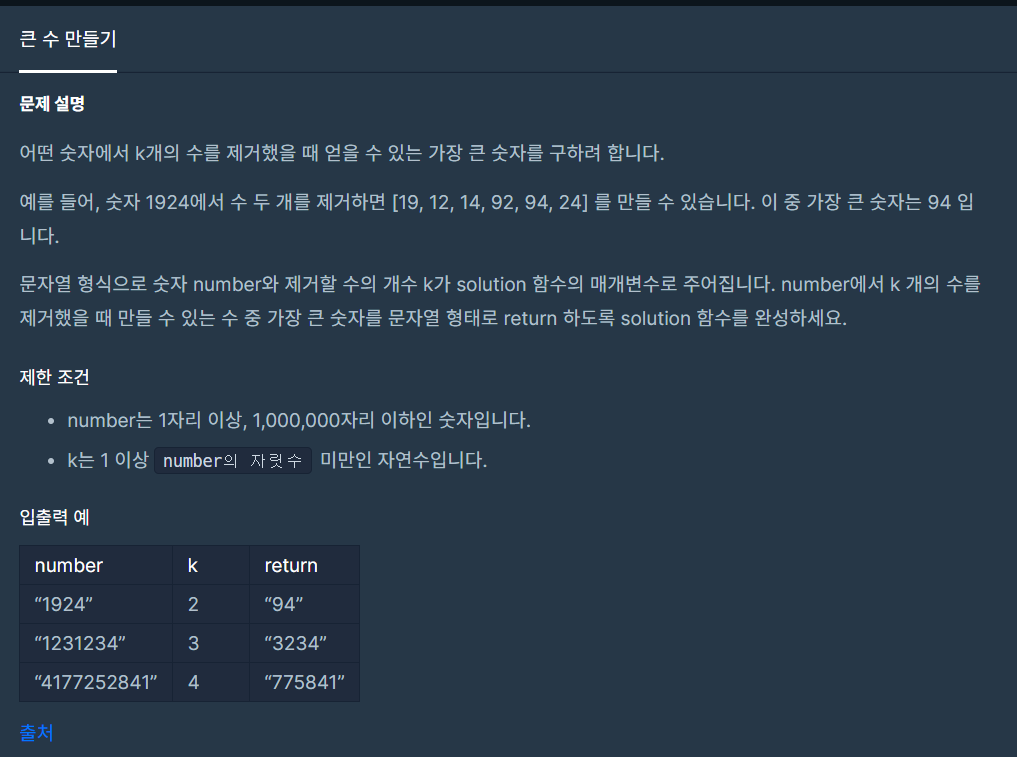 큰 수 만들기
문제 설명
어떤 숫자에서 k개의 수를 제거했을 때 얻을 수 있는 가장 큰 숫자를 구하려 합니다.
예를 들어, 숫자 1924에서 수 두 개를 제거하면 [19, 12, 14, 92, 94, 24] 를 만들 수 있습니다. 이 중 가장 큰 숫자는 94 입
니다.
문자열 형식으로 숫자 number와 제거할 수의 개수 k가 solution 함수의 매개변수로 주어집니다. number에서 k 개의 수를
제거했을 때 만들 수 있는 수 중 가장 큰 숫자를 문자열 형태로 return 하도록 solution 함수를 완성하세요.
제한 조건
• number는 1자리 이상, 1,000,000자리 이하인 숫자입니다.
• k는 1 이상 number의 자릿수 미만인 자연수입니다.
입출력 예
number k return
“1924” 2 “94”
“1231234” 3 “3234”
“4177252841” 4 “775841”
출처